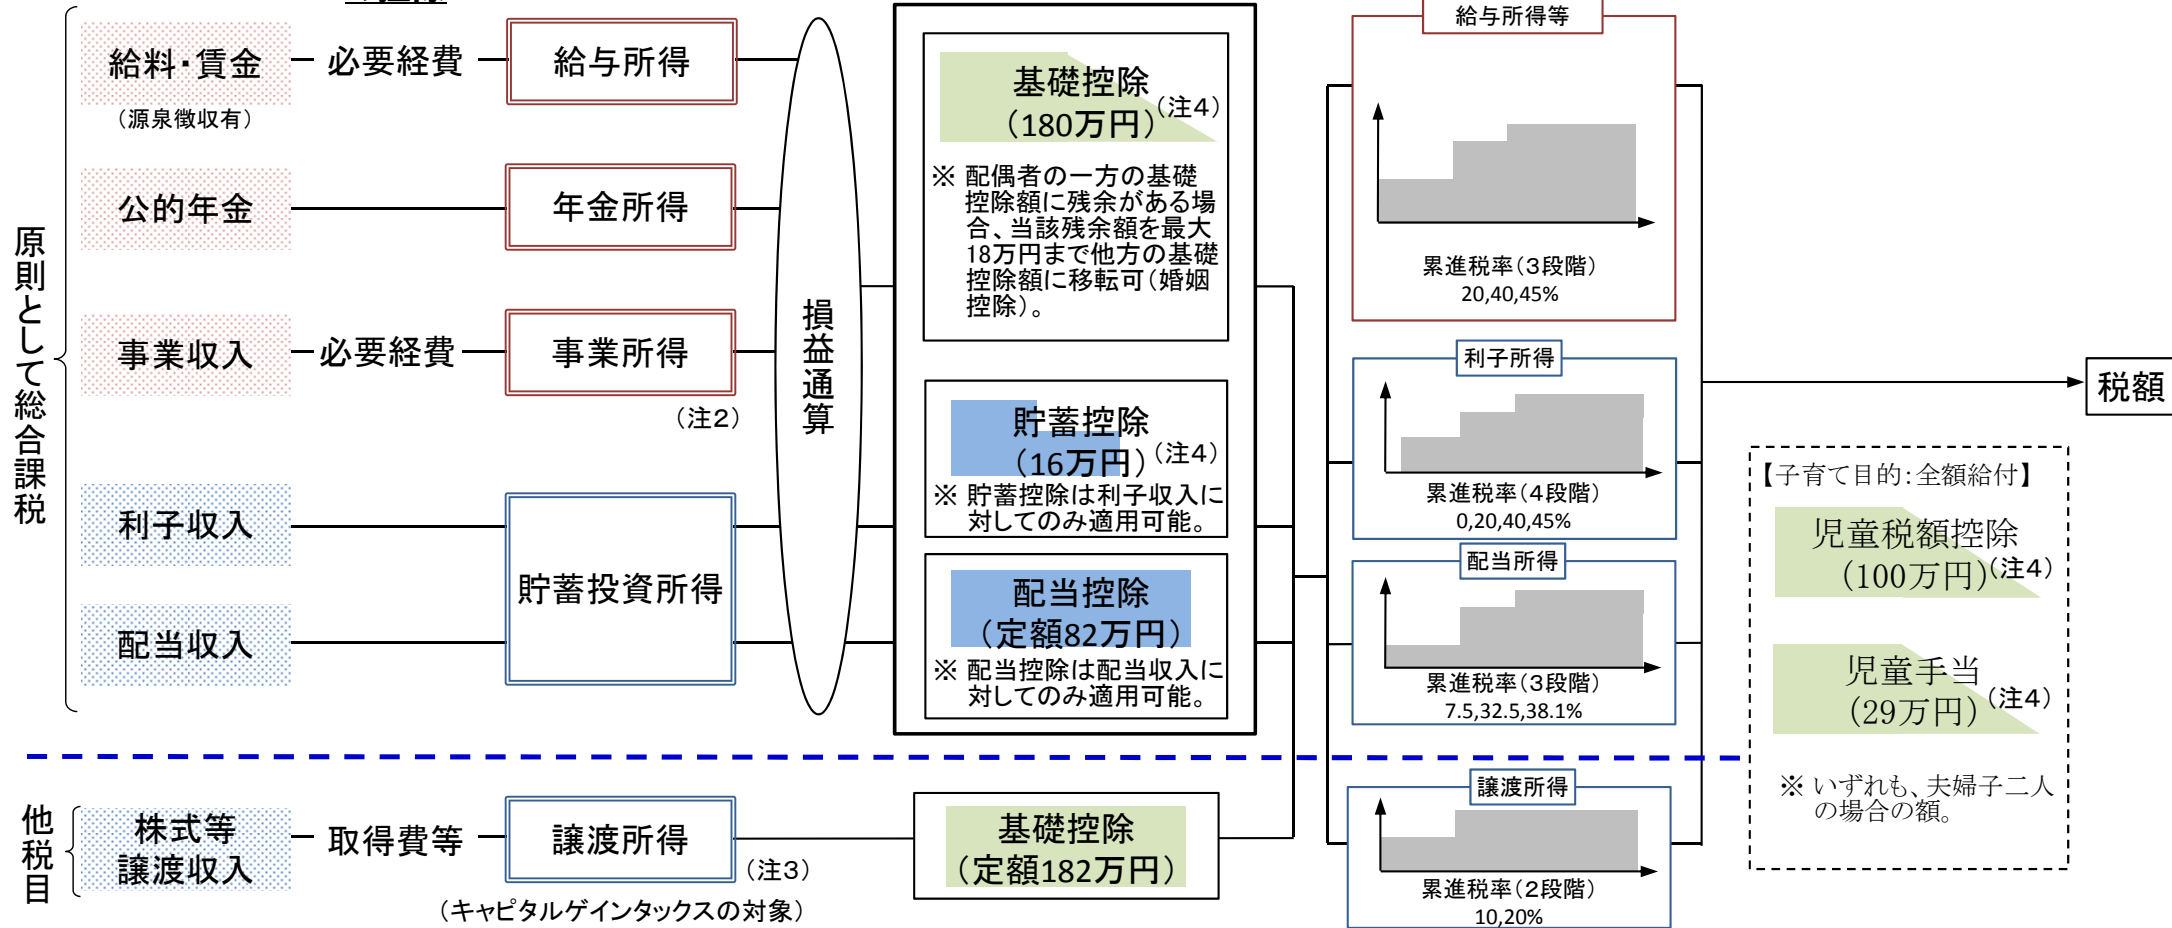 給料・賃金
(源泉徴収有)
必要経費
給与所得
公的年金
年金所得
事業収入
必要経費
事業所得
(注2)
利子収入
配当収入
貯蓄投資所得
原則として総合課税
損益通算
基礎控除
(180万円)(注4)
※ 配偶者の一方の基礎
控除額に残余がある場
合、当該残余額を最大
18万円まで他方の基礎
控除額に移転可(婚姻
控除)。
貯蓄控除
(16万円)(注4)
※ 貯蓄控除は利子収入に
対してのみ適用可能。
配当控除
(定額82万円)
※ 配当控除は配当収入に
対してのみ適用可能。
給与所得等
累進税率(3段階)
20,40,45%
利子所得
累進税率(4段階)
0,20,40,45%
配当所得
累進税率(3段階)
7.5,32.5,38.1%
税額
【子育て目的:全額給付】
児童税額控除
(100万円)(注4)
児童手当
(29万円)(注4)
※ いずれも、夫婦子二人
の場合の額。
他税目
株式等
譲渡収入
取得費等
譲渡所得
(注3)
(キャピタルゲインタックスの対象)
基礎控除
(定額182万円)
譲渡所得
累進税率(2段階)
10,20%